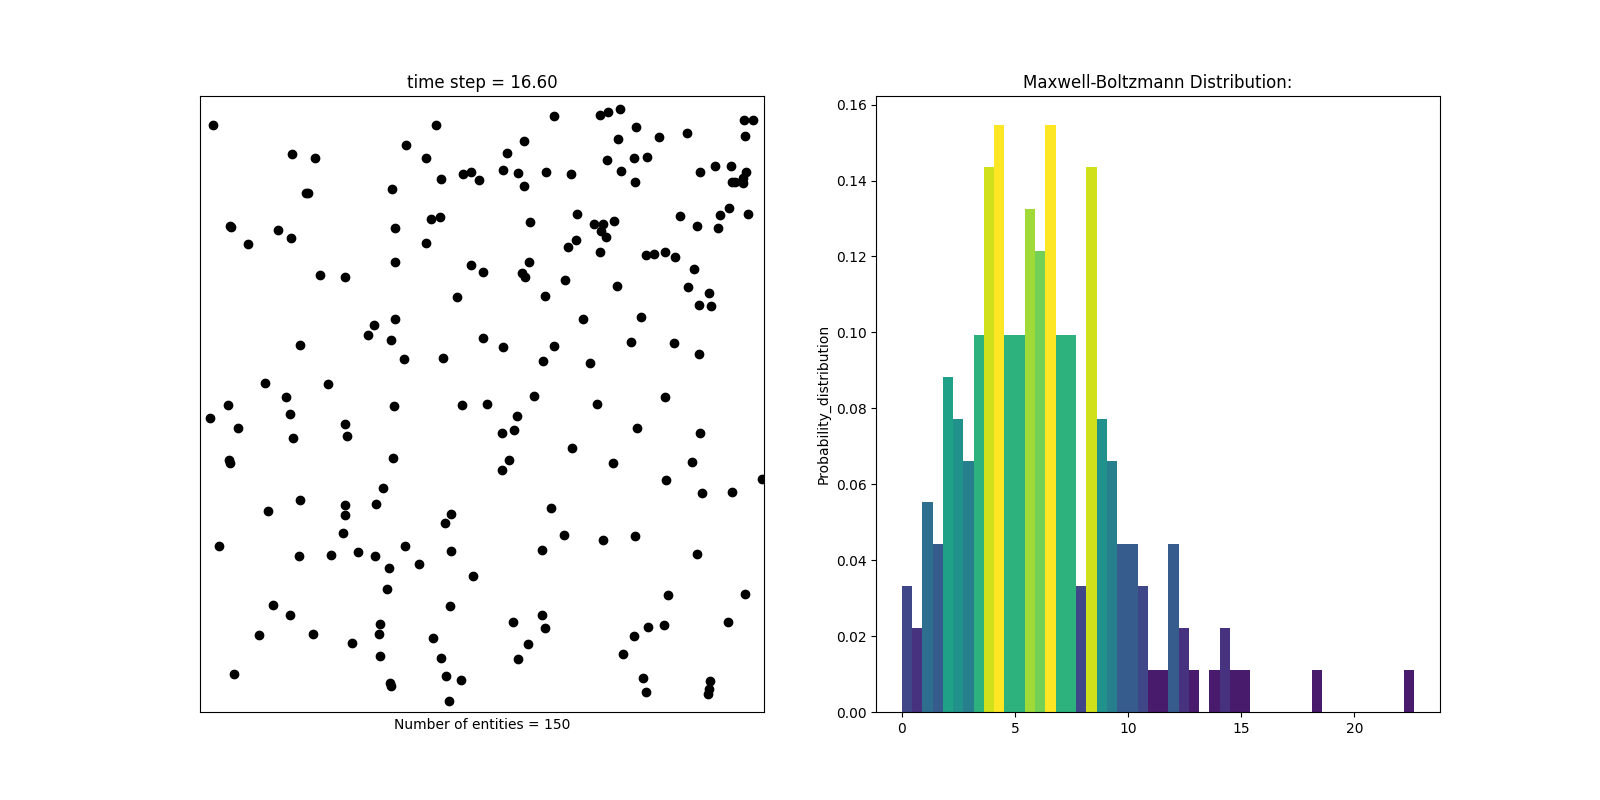 time step = 16.60
Number of entities = 150
Maxwell-Boltzmann Distribution:
Probability_distribution
0.16
0.14
0.12
0.10
0.08
0.06
0.04
0.02
0.00
0 5 10 15 20